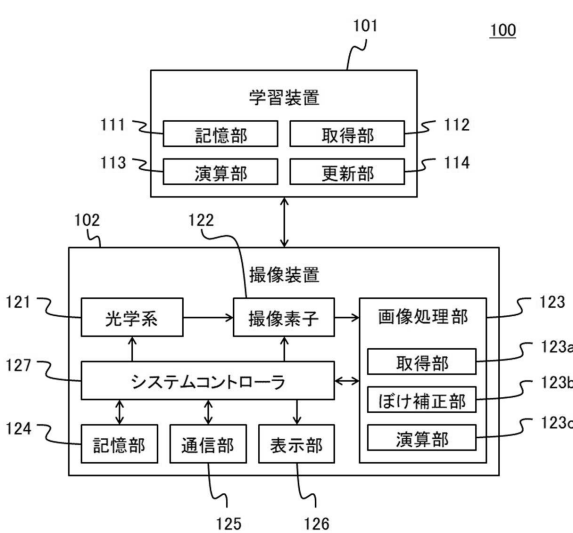 101
100
学習装置
111
記憶部
取得部
112
113
演算部
更新部
114
102
122
撮像装置
121
光学系
撮像素子
画像処理部
123
取得部
123a
127
システムコントローラ
ぼけ補正部
123b
124
記憶部
通信部
表示部
演算部
123c
125
126